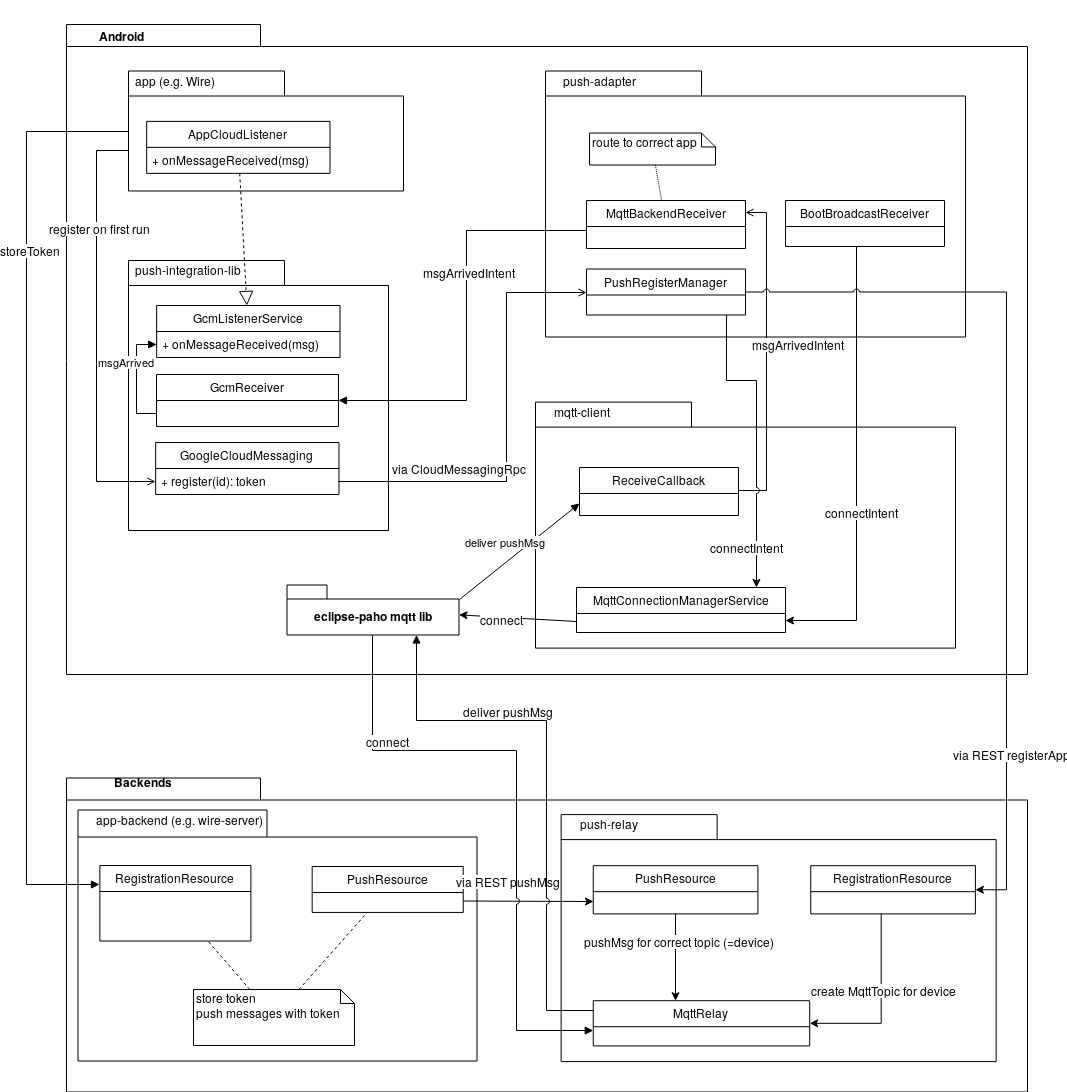 Android
app (e.g. Wire)
push-adapter
AppCloudListener
+ onMessageReceived(msg)
route to correct app
MqttBackendReceiver
BootBroadcastReceiver
register on first run
storeToken
push-integration-lib
msgArrivedIntent
PushRegisterManager
GcmListenerService
+ onMessageReceived(msg)
msgArrivedIntent
msgArrived
GcmReceiver
mqtt-client
GoogleCloudMessaging
+ register(id): token
via CloudMessagingRpc
ReceiveCallback
connectIntent
deliver pushMsg
connectIntent
MqttConnectionManagerService
eclipse-paho mqtt lib
connect
deliver pushMsg
connect
via REST registerApp
Backends
app-backend (e.g. wire-server)
push-relay
RegistrationResource
PushResource
via REST pushMsg
PushResource
RegistrationResource
pushMsg for correct topic (=device)
create MqttTopic for device
store token
push messages with token
MqttRelay